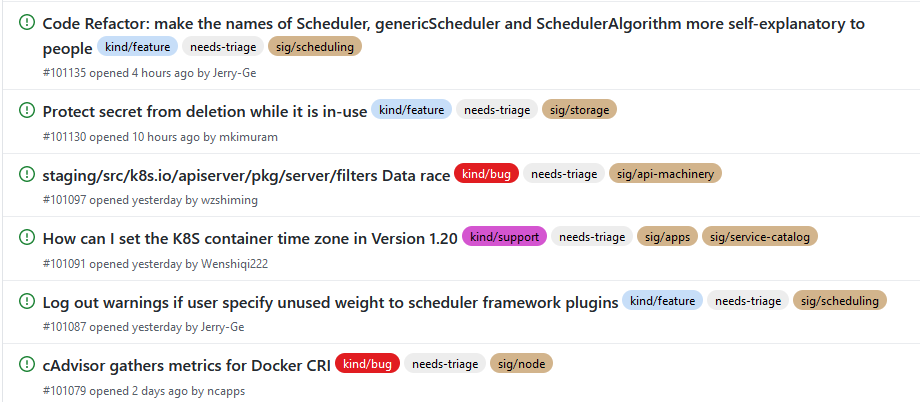 Code Refactor: make the names of Scheduler, genericScheduler and SchedulerAlgorithm more self-explanatory to
people kind/feature needs-triage sig/scheduling
#101135 opened 4 hours ago by Jerry-Ge
Protect secret from deletion while it is in-use kind/feature needs-triage sig/storage
#101130 opened 10 hours ago by mkimuram
staging/src/k8s.io/apiserver/pkg/server/filters Data race kind/bug needs-triage sig/api-machinery
#101097 opened yesterday by wzshiming
How can I set the K8S container time zone in Version 1.20 kind/support needs-triage sig/apps sig/service-catalog
#101091 opened yesterday by Wenshiqi222
Log out warnings if user specify unused weight to scheduler framework plugins kind/feature needs-triage sig/scheduling
#101087 opened yesterday by Jerry-Ge
cAdvisor gathers metrics for Docker CRI kind/bug needs-triage sig/node
#101079 opened 2 days ago by ncapps